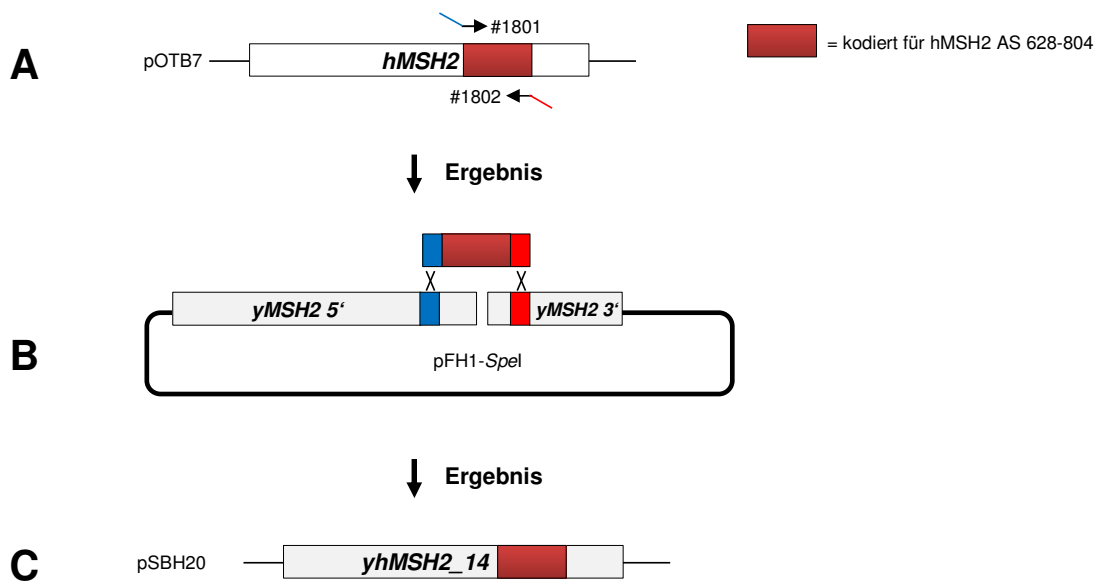 #1801
A
pOTB7
hMSH2
= kodiert für hMSH2 AS 628-804
#1802
Ergebnis
yMSH2 5‘
yMSH2 3‘
B
pFH1-SpeI
Ergebnis
C
pSBH20
yhMSH2_14